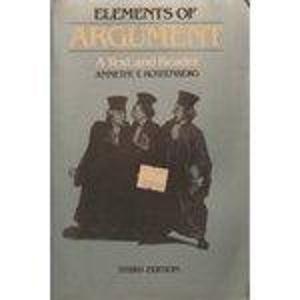 ELEMENTS OF
ARGUMENT
A Text and Reader
ANNETTE T. ROTTENBERG
THIRD EDITION